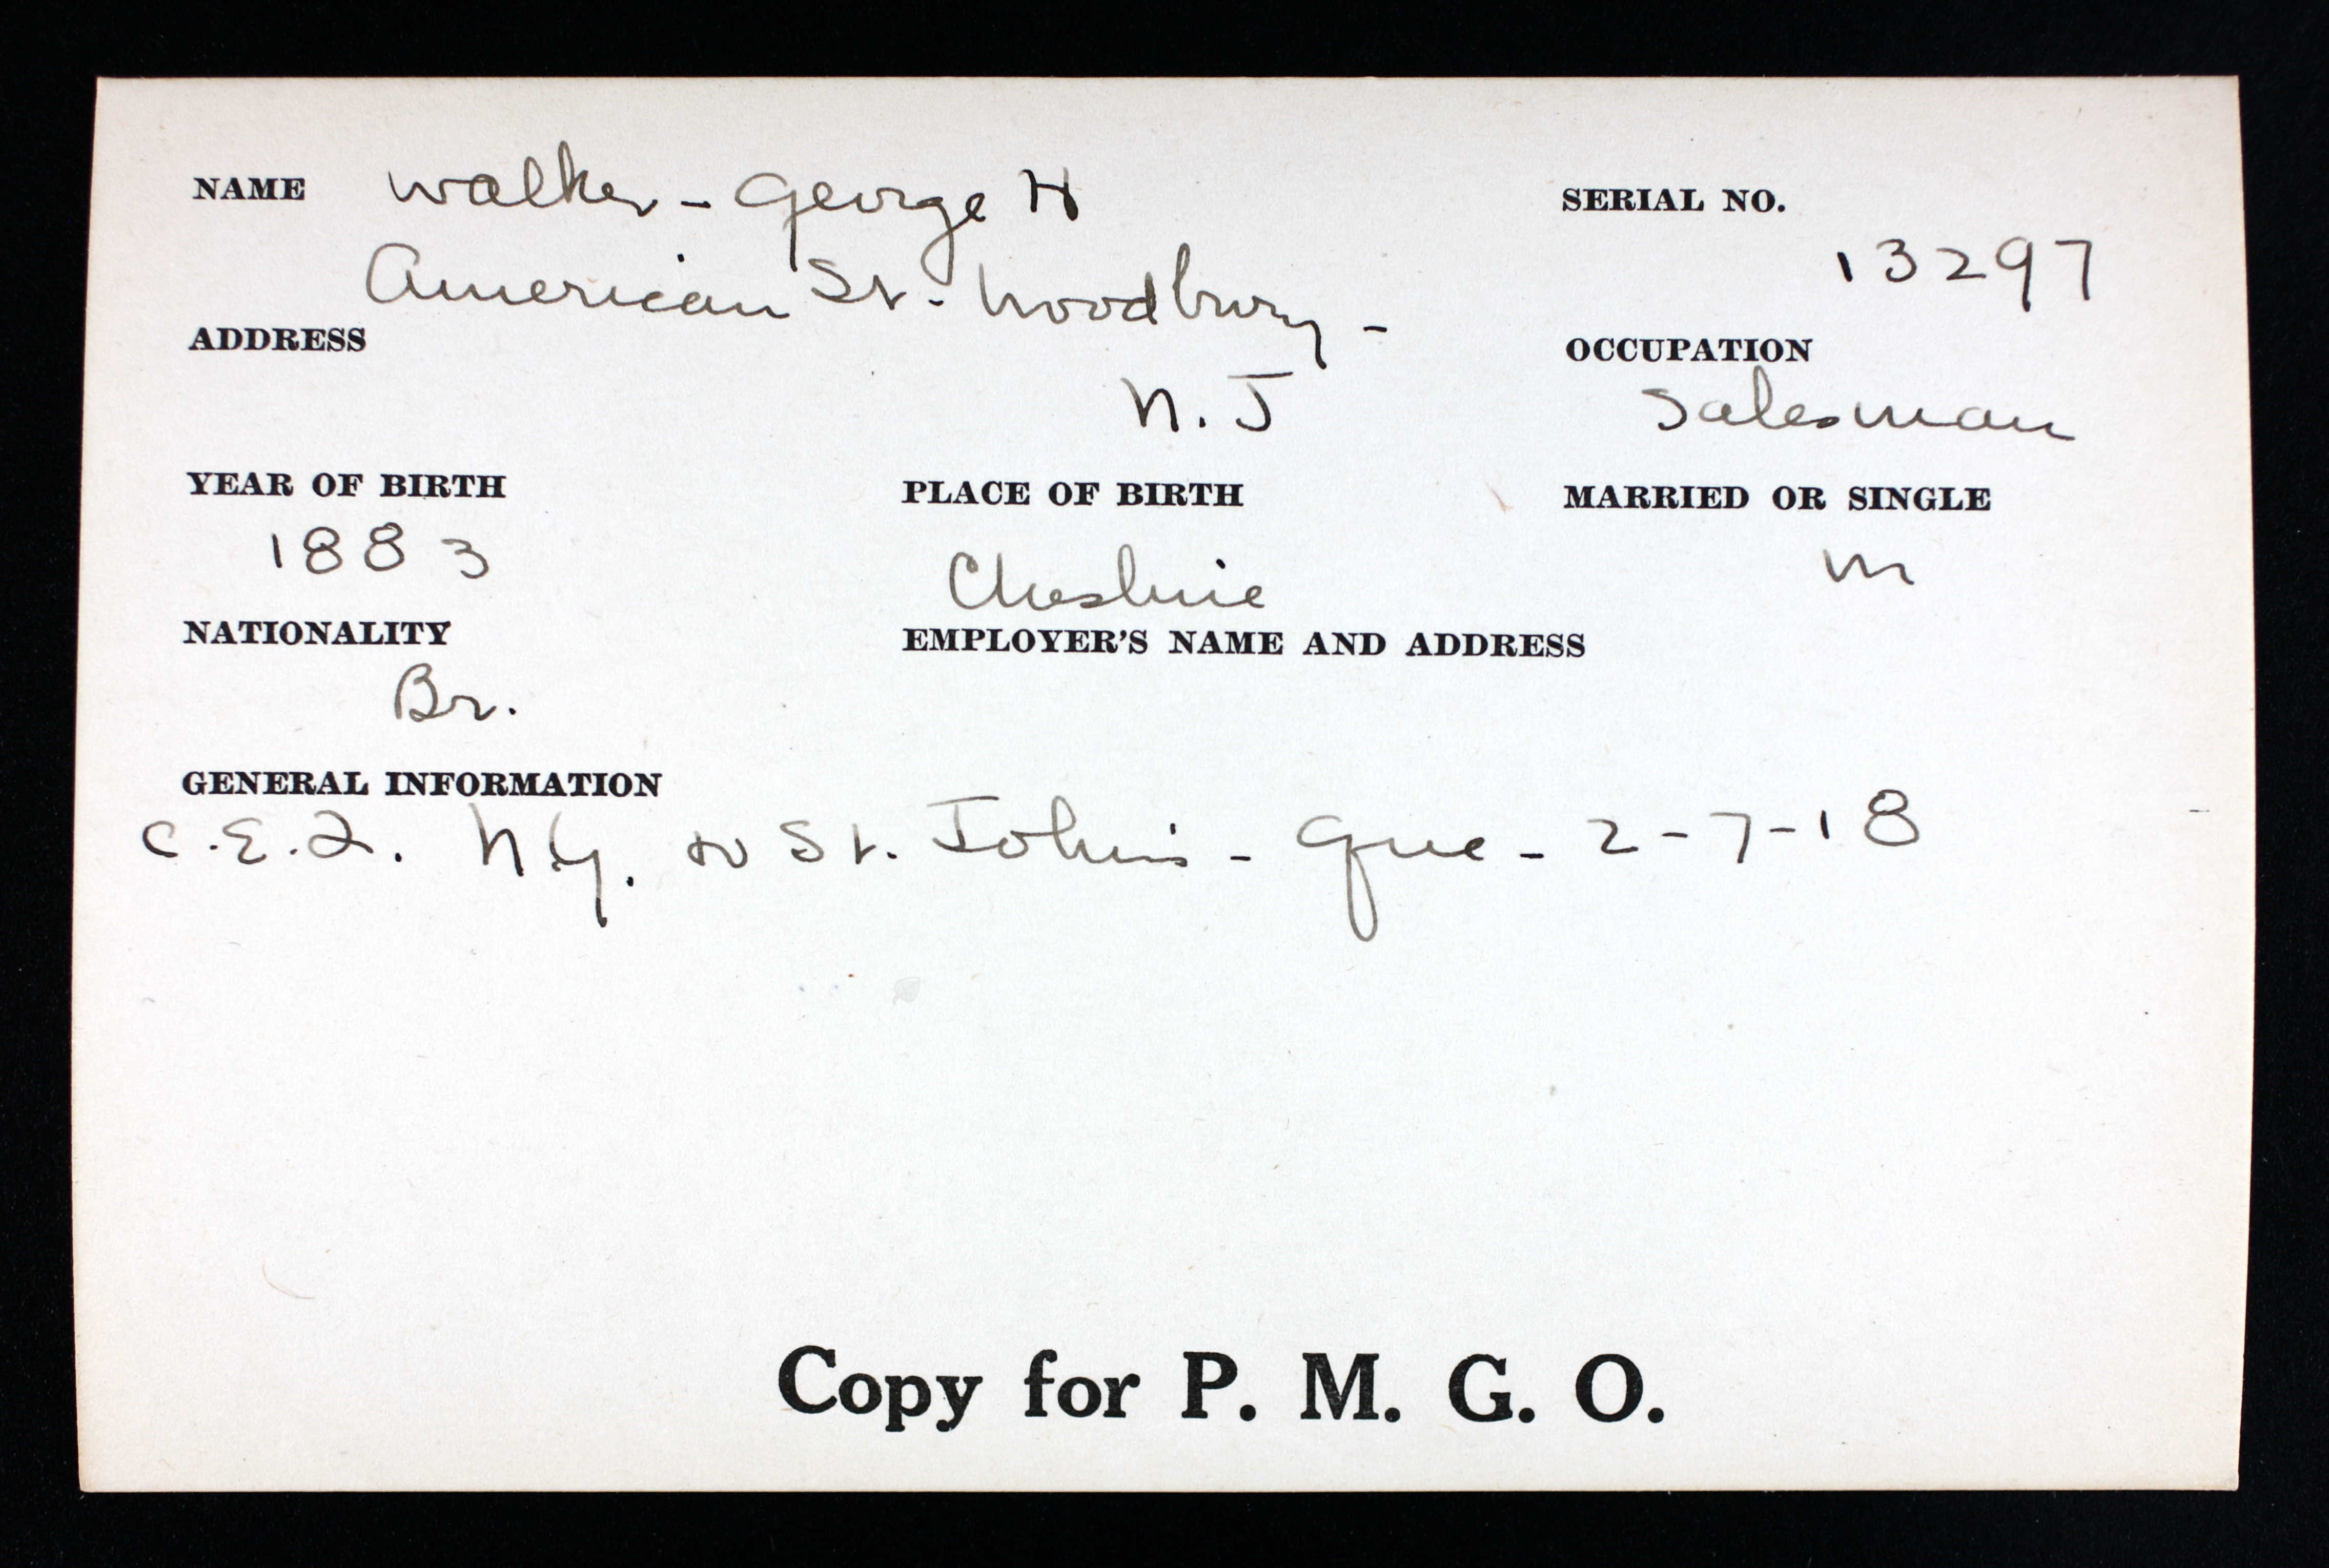 NAME Walker - George H
SERIAL NO.
13297
American St. Woodbury -
ADDRESS
N. J
OCCUPATION
Salesman
YEAR OF BIRTH
1883
PLACE OF BIRTH
Cheshire
MARRIED OR SINGLE
M
NATIONALITY
Br.
EMPLOYER'S NAME AND ADDRESS
GENERAL INFORMATION
C.E.F. N.Y. to St. Johns - Que - 2-7-18
Copy for P. M. G. O.